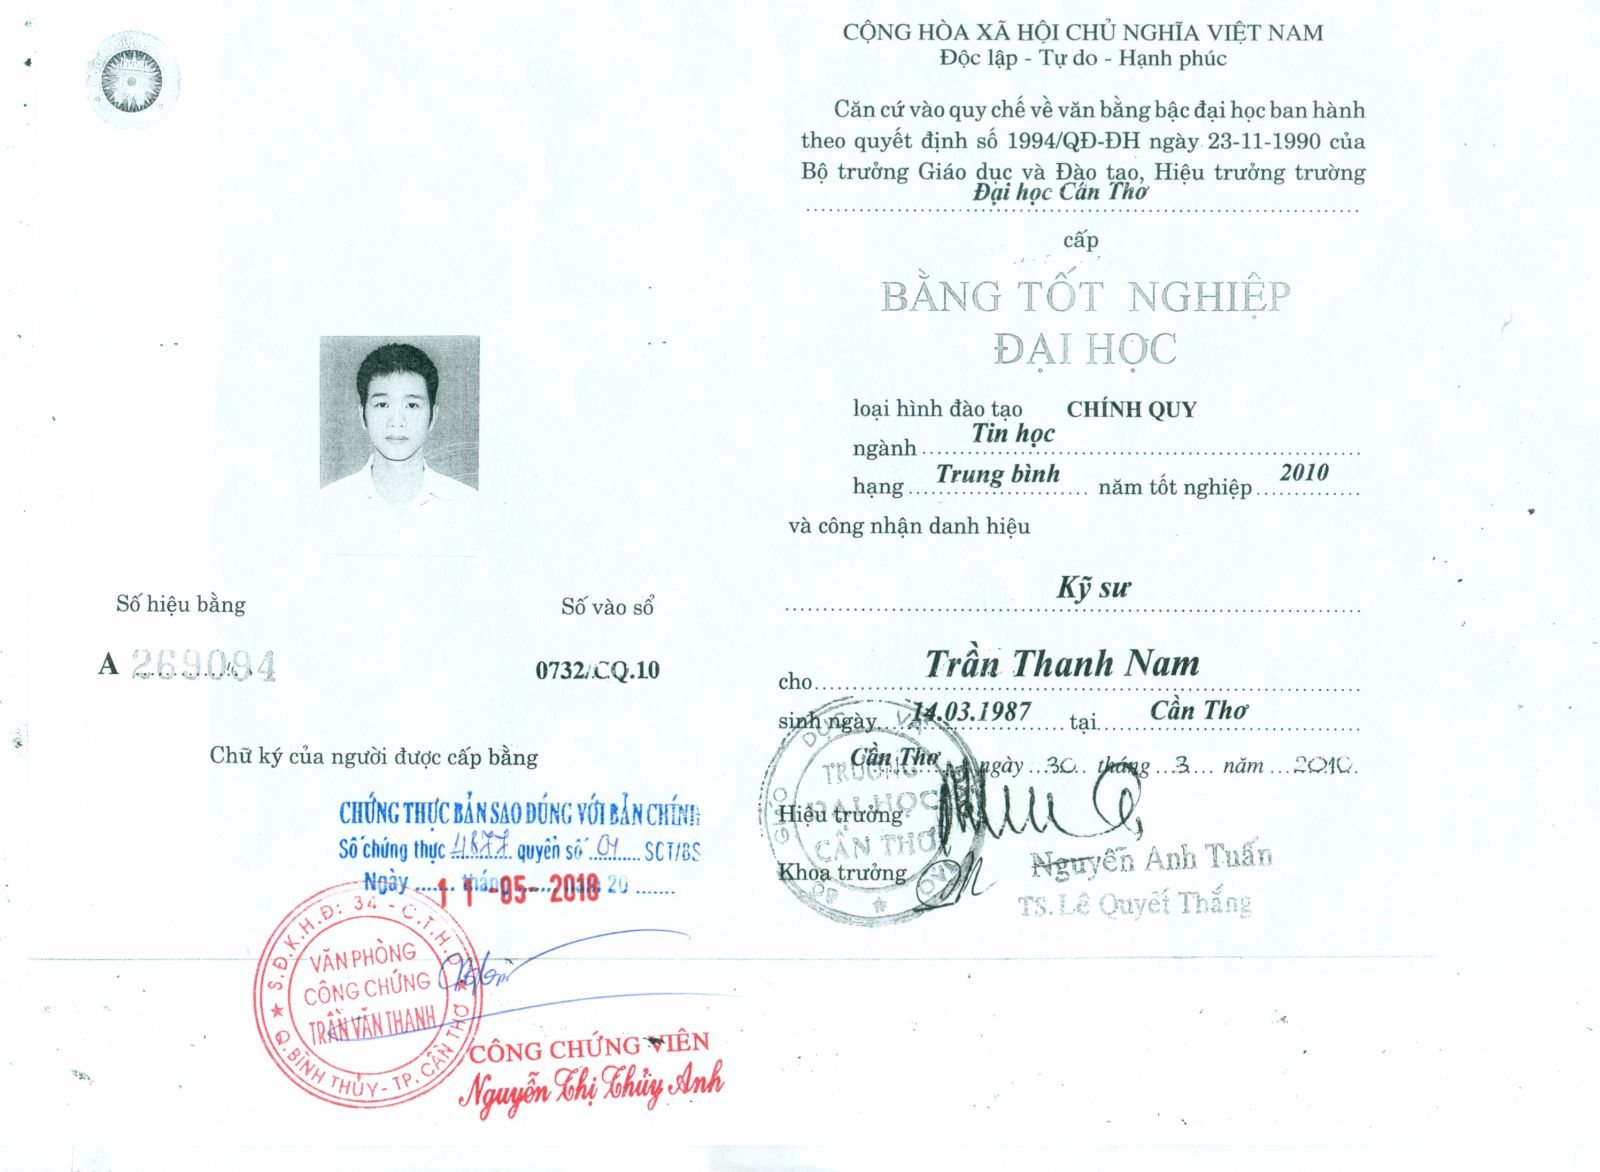 CỘNG HÒA XÃ HỘI CHỦ NGHĨA VIỆT NAM
Độc lập - Tự do - Hạnh phúc
Căn cứ vào quy chế về văn bằng bậc đại học ban hành
theo quyết định số 1994/QĐ-ĐH ngày 23-11-1990 của
Bộ trưởng Giáo dục và Đào tạo, Hiệu trưởng trường
Đại học Cần Thơ
cấp
BẰNG TỐT NGHIỆP
ĐẠI HỌC
loại hình đào tạo CHÍNH QUY
ngành Tin học
hạng Trung bình năm tốt nghiệp 2010
và công nhận danh hiệu
Kỹ sư
cho Trần Thanh Nam
sinh ngày 14.03.1987 tại Cần Thơ
Cần Thơ ngày 30 tháng 3 năm 2010
Hiệu trưởng
Khoa trưởng
Nguyễn Anh Tuấn
TS. Lê Quyết Thắng
TRƯỜNG
ĐẠI HỌC
CẦN THƠ
Số hiệu bằng
Số vào sổ
A 269094
0732/CQ.10
Chữ ký của người được cấp bằng
CHỨNG THỰC BẢN SAO ĐÚNG VỚI BẢN CHÍNH
Số chứng thực 4877 quyển số 01 SCT/BS
Ngày tháng năm 20
11-05-2018
S.Đ.K.H.Đ: 34 - C.T.H.Đ
VĂN PHÒNG
CÔNG CHỨNG
TRẦN VĂN THANH
Q.BÌNH THỦY - TP. CẦN THƠ
CÔNG CHỨNG VIÊN
Nguyễn Thị Thủy Anh